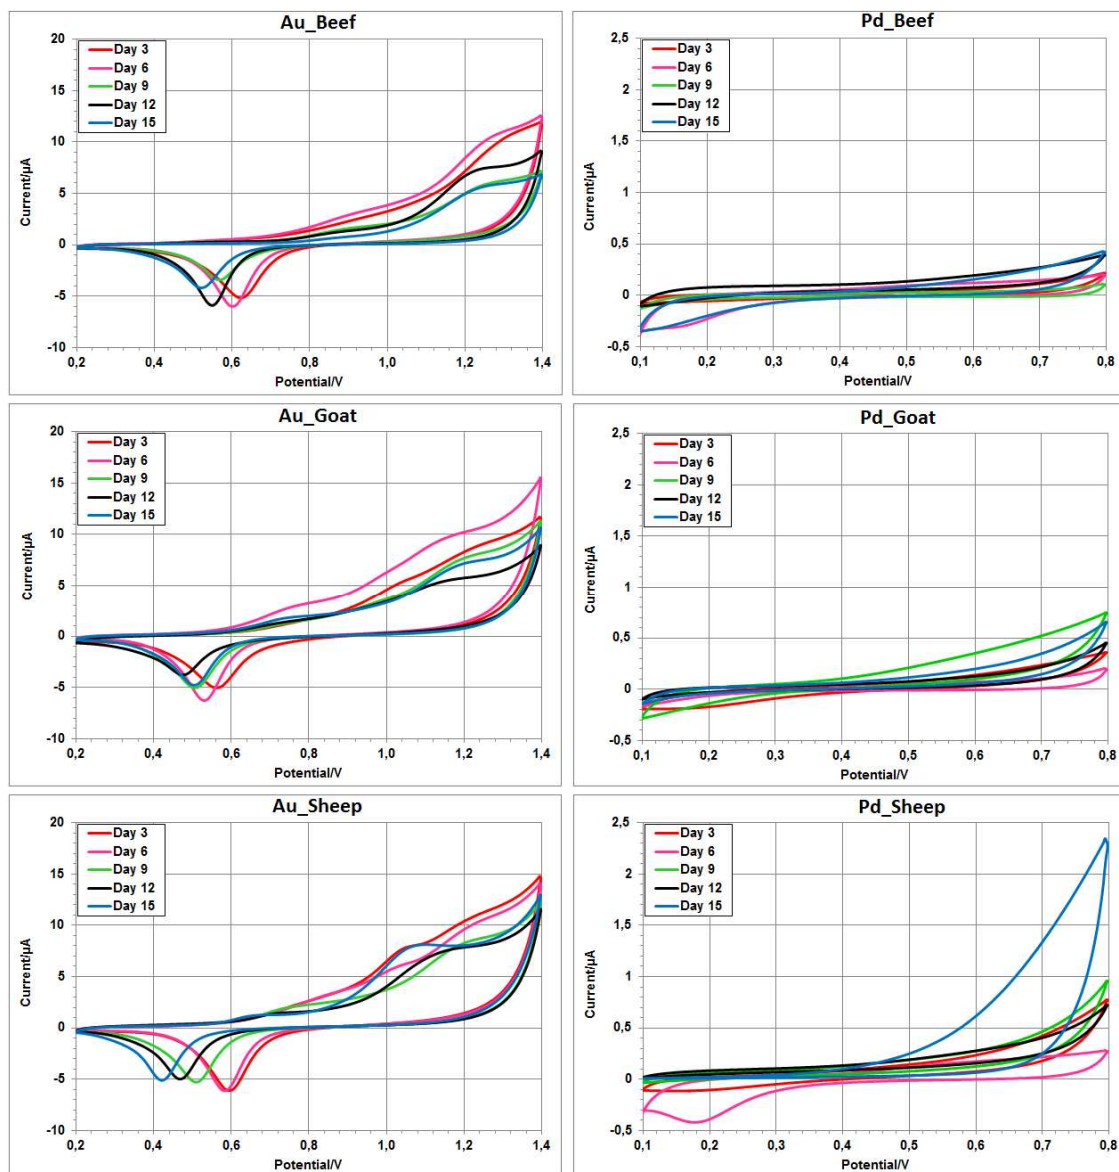 Au_Beef
20
15
10
5
0
-5
-10
Current/µA
Day 3
Day 6
Day 9
Day 12
Day 15
0,2 0,4 0,6 0,8 1,0 1,2 1,4
Potential/V
Pd_Beef
2,5
2
1,5
1
0,5
0
-0,5
Current/µA
Day 3
Day 6
Day 9
Day 12
Day 15
0,1 0,2 0,3 0,4 0,5 0,6 0,7 0,8
Potential/V
Au_Goat
20
15
10
5
0
-5
-10
Current/µA
Day 3
Day 6
Day 9
Day 12
Day 15
0,2 0,4 0,6 0,8 1,0 1,2 1,4
Potential/V
Pd_Goat
2,5
2
1,5
1
0,5
0
-0,5
Current/µA
Day 3
Day 6
Day 9
Day 12
Day 15
0,1 0,2 0,3 0,4 0,5 0,6 0,7 0,8
Potential/V
Au_Sheep
20
15
10
5
0
-5
-10
Current/µA
Day 3
Day 6
Day 9
Day 12
Day 15
0,2 0,4 0,6 0,8 1,0 1,2 1,4
Potential/V
Pd_Sheep
2,5
2
1,5
1
0,5
0
-0,5
Current/µA
Day 3
Day 6
Day 9
Day 12
Day 15
0,1 0,2 0,3 0,4 0,5 0,6 0,7 0,8
Potential/V